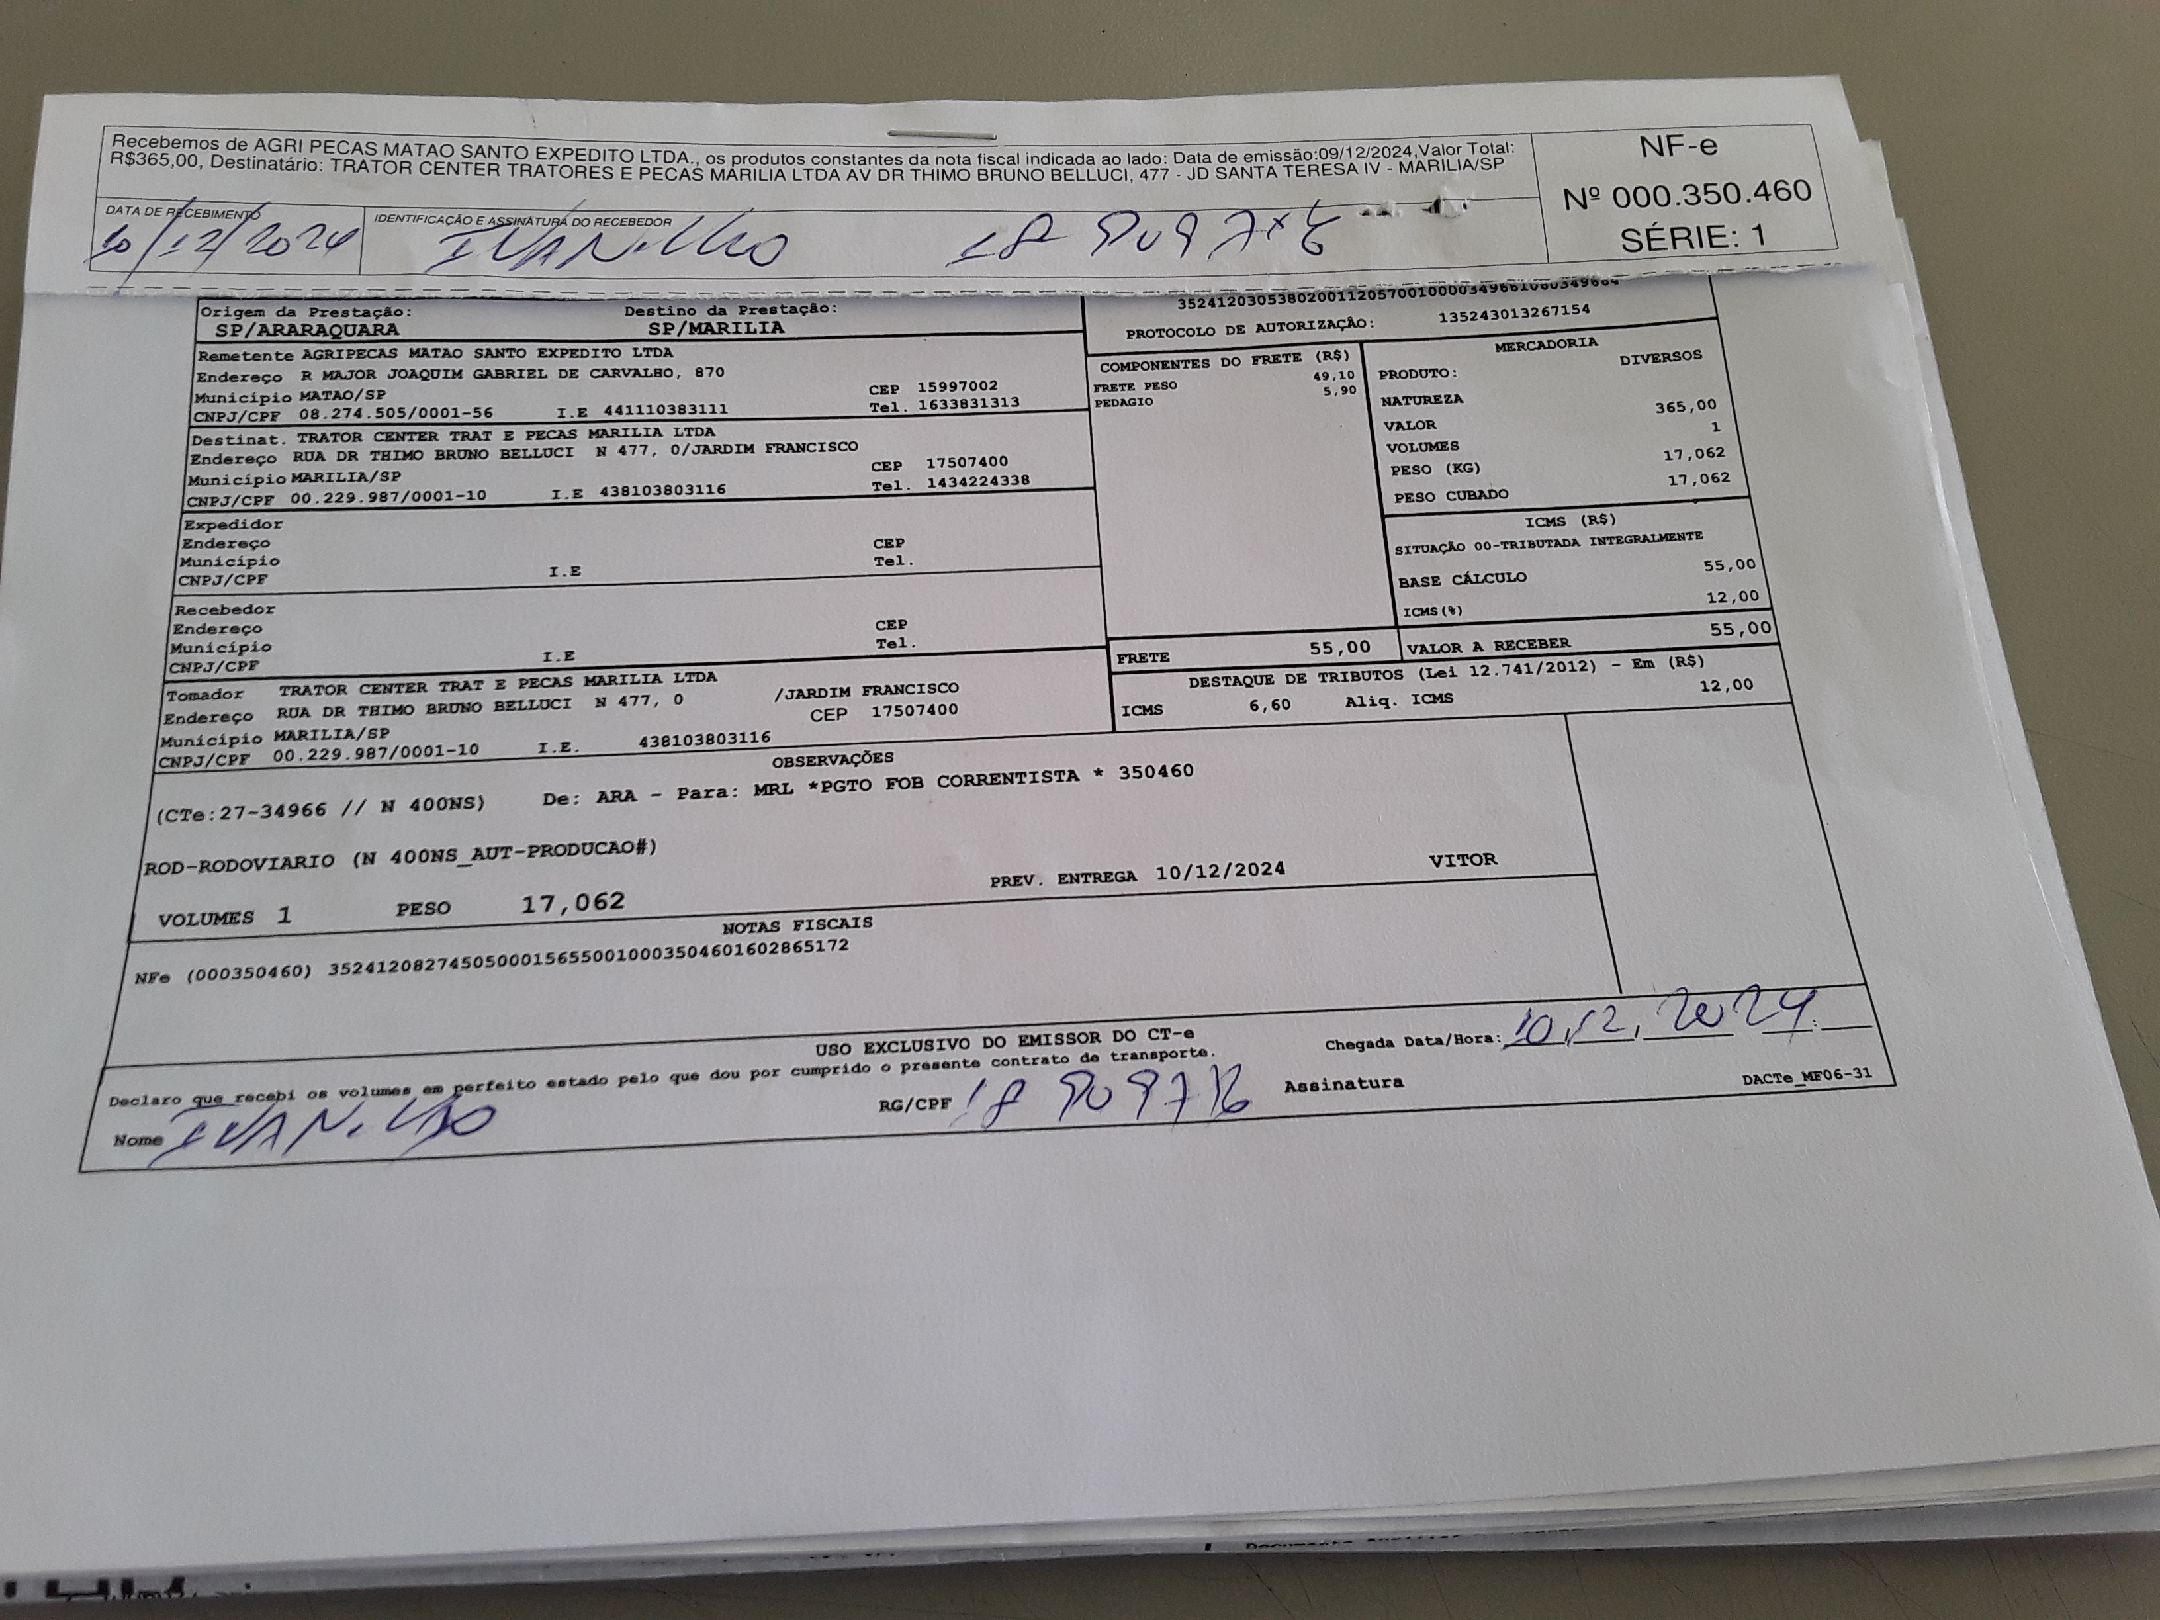 Recebemos de AGRI PECAS MATAO SANTO EXPEDITO LTDA., os produtos constantes da nota fiscal indicada ao lado: Data de emissão:09/12/2024,Valor Total:
R$365,00, Destinatário: TRATOR CENTER TRATORES E PECAS MARILIA LTDA AV DR THIMO BRUNO BELLUCI, 477 - JD SANTA TERESA IV - MARILIA/SP
NF-e
Nº 000.350.460
SÉRIE: 1
DATA DE RECEBIMENTO
10/12/2024
IDENTIFICAÇÃO E ASSINATURA DO RECEBEDOR
IVANILDO
Origem da Prestação:
SP/ARARAQUARA
Destino da Prestação:
SP/MARILIA
PROTOCOLO DE AUTORIZAÇÃO: 135243013267154
Remetente AGRIPECAS MATAO SANTO EXPEDITO LTDA
Endereço R MAJOR JOAQUIM GABRIEL DE CARVALHO, 870
Município MATAO/SP CEP 15997002
CNPJ/CPF 08.274.505/0001-56 I.E 441110383111 Tel. 1633831313
Destinat. TRATOR CENTER TRAT E PECAS MARILIA LTDA
Endereço RUA DR THIMO BRUNO BELLUCI N 477, 0/JARDIM FRANCISCO
Município MARILIA/SP CEP 17507400
CNPJ/CPF 00.229.987/0001-10 I.E 438103803116 Tel. 1434224338
Expedidor
Endereço
Município CEP
CNPJ/CPF I.E Tel.
Recebedor
Endereço
Município CEP
CNPJ/CPF I.E Tel.
Tomador TRATOR CENTER TRAT E PECAS MARILIA LTDA
Endereço RUA DR THIMO BRUNO BELLUCI N 477, 0 /JARDIM FRANCISCO
Município MARILIA/SP CEP 17507400
CNPJ/CPF 00.229.987/0001-10 I.E. 438103803116
COMPONENTES DO FRETE (R$)
FRETE PESO 49,10
PEDAGIO 5,90
MERCADORIA
PRODUTO: DIVERSOS
NATUREZA
VALOR 365,00
VOLUMES 1
PESO (KG) 17,062
PESO CUBADO 17,062
ICMS (R$)
SITUAÇÃO 00-TRIBUTADA INTEGRALMENTE
BASE CÁLCULO 55,00
ICMS(%) 12,00
FRETE 55,00
VALOR A RECEBER 55,00
DESTAQUE DE TRIBUTOS (Lei 12.741/2012) - Em (R$)
ICMS 6,60 Aliq. ICMS 12,00
OBSERVAÇÕES
(CTe:27-34966 // N 400NS) De: ARA - Para: MRL *PGTO FOB CORRENTISTA * 350460
ROD-RODOVIARIO (N 400NS_AUT-PRODUCAO#)
PREV. ENTREGA 10/12/2024 VITOR
VOLUMES 1 PESO 17,062
NOTAS FISCAIS
NFe (000350460) 35241208274505000156550010003504601602865172
USO EXCLUSIVO DO EMISSOR DO CT-e
Declaro que recebi os volumes em perfeito estado pelo que dou por cumprido o presente contrato de transporte.
Chegada Data/Hora: 10/12/2024
Nome IVANILDO
RG/CPF
Assinatura
DACTe_MF06-31